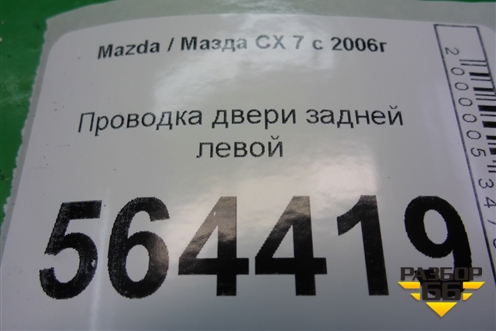 Mazda / Мазда CX 7 с 2006г
Проводка двери задней
левой
564419
РАЗБОР
66